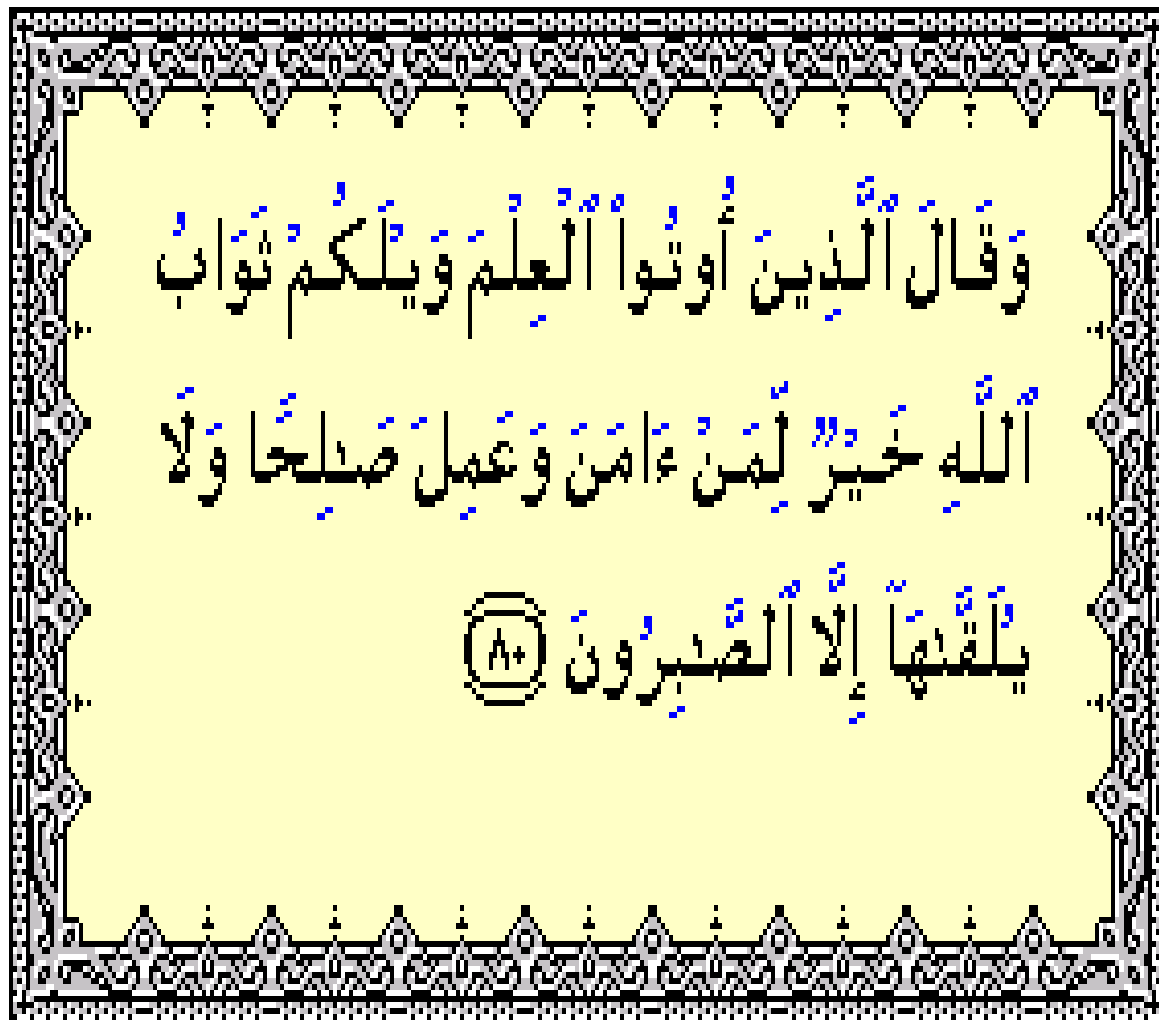 وَقَالَ ٱلَّذِينَ أُوتُوا۟ ٱلْعِلْمَ وَيْلَكُمْ ثَوَابُ
ٱللَّهِ خَيْرٌ لِّمَنْ ءَامَنَ وَعَمِلَ صَـٰلِحًا وَلَا
يُلَقَّىٰهَآ إِلَّا ٱلصَّـٰبِرُونَ ٨٠